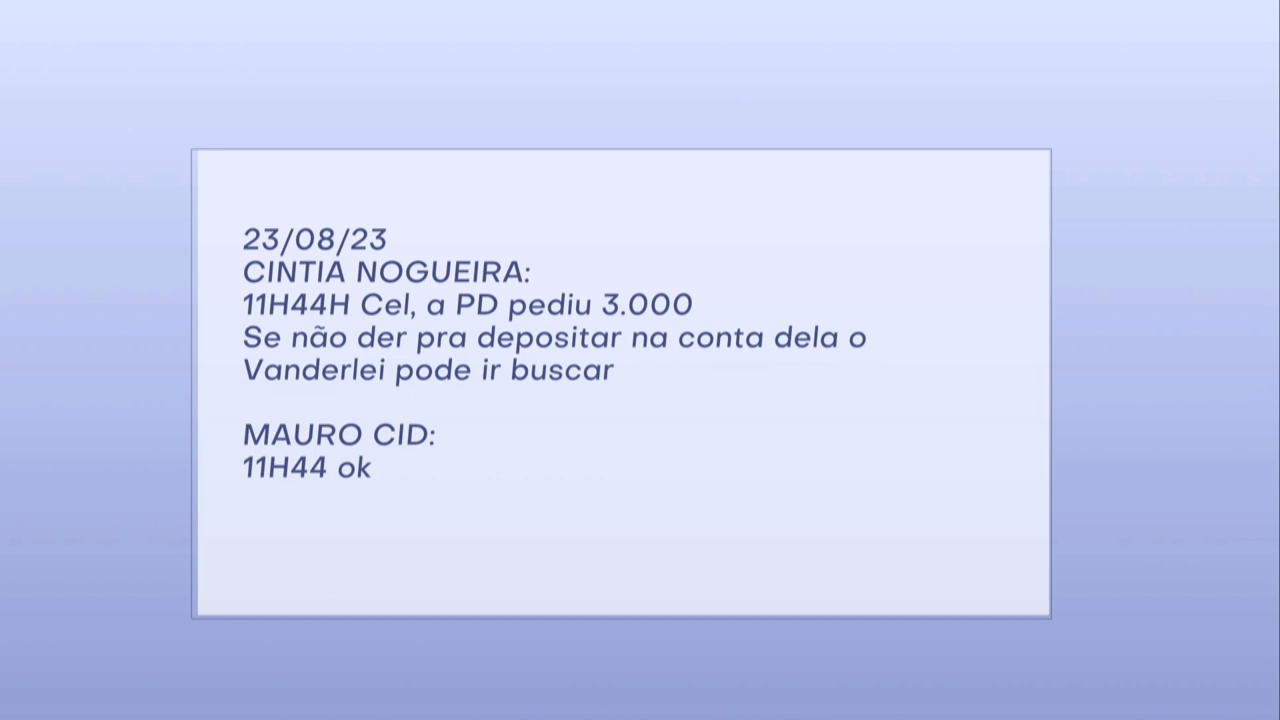 23/08/23
CINTIA NOGUEIRA:
11H44H Cel, a PD pediu 3.000
Se não der pra depositar na conta dela o
Vanderlei pode ir buscar
MAURO CID:
11H44 ok